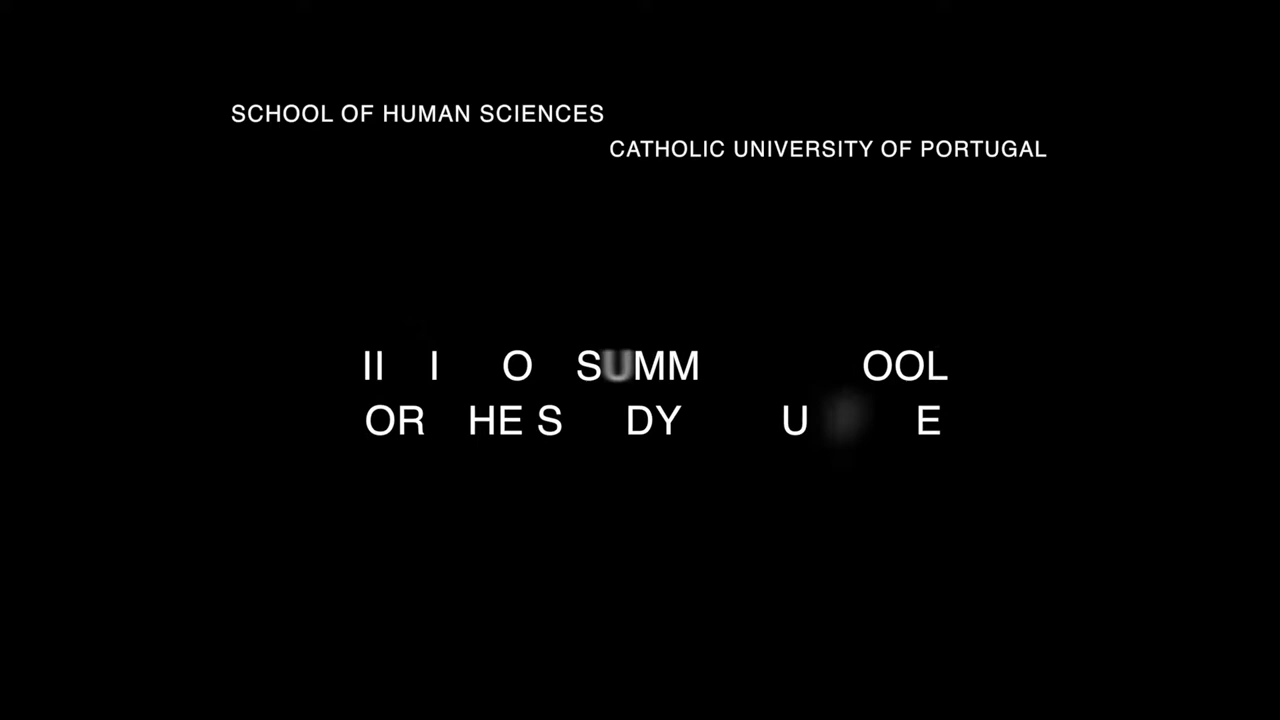 SCHOOL OF HUMAN SCIENCES
CATHOLIC UNIVERSITY OF PORTUGAL
II I O SUMM OOL
OR HE S DY U E